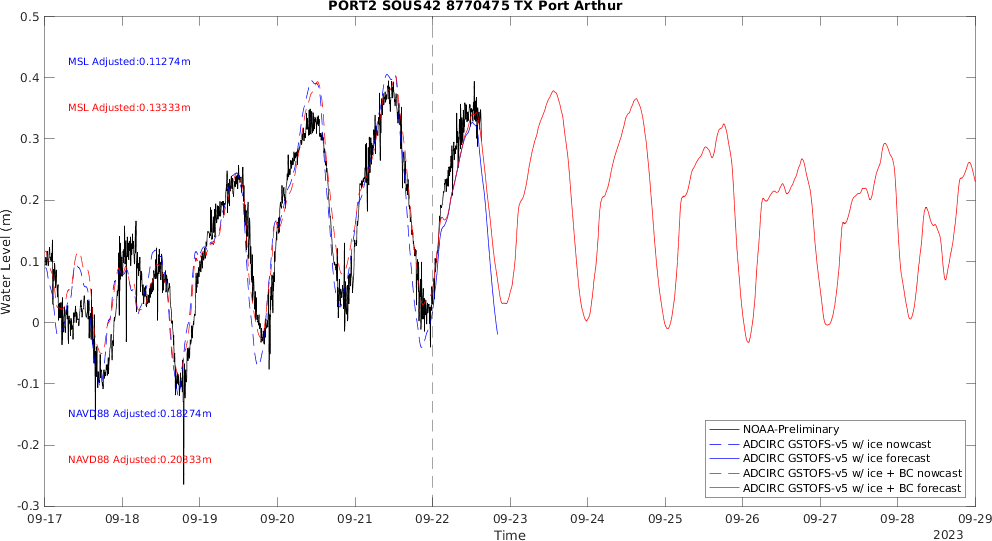 PORT2 SOUS42 8770475 TX Port Arthur
0.5
0.4
0.3
0.2
0.1
0
-0.1
-0.2
-0.3
Water Level (m)
MSL Adjusted:0.11274m
MSL Adjusted:0.13333m
NAVD88 Adjusted:0.18274m
NAVD88 Adjusted:0.20333m
NOAA-Preliminary
ADCIRC GSTOFS-v5 w/ ice nowcast
ADCIRC GSTOFS-v5 w/ ice forecast
ADCIRC GSTOFS-v5 w/ ice + BC nowcast
ADCIRC GSTOFS-v5 w/ ice + BC forecast
09-17 09-18 09-19 09-20 09-21 09-22 09-23 09-24 09-25 09-26 09-27 09-28 09-29
Time
2023